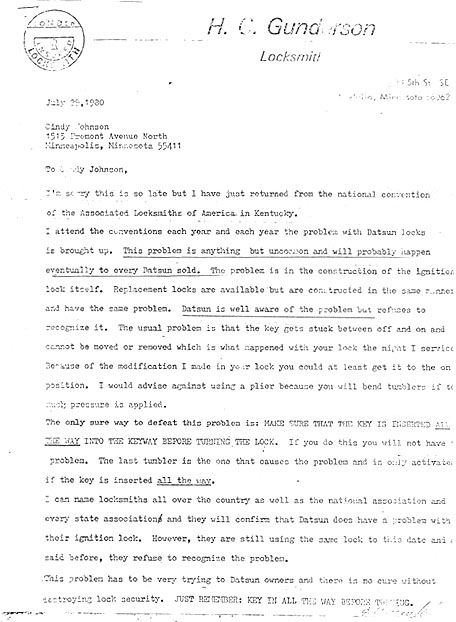 BONDED
LOCKSMITH
H. C. Gunderson
Locksmith
5th St. SE
Minnesota
July 25, 1980
Cindy Johnson
1515 Fremont Avenue North
Minneapolis, Minnesota 55411
To Cindy Johnson,
I'm sorry this is so late but I have just returned from the national convention
of the Associated Locksmiths of America in Kentucky.
I attend the conventions each year and each year the problem with Datsun locks
is brought up. This problem is anything but uncommon and will probably happen
eventually to every Datsun sold. The problem is in the construction of the ignition
lock itself. Replacement locks are available but are constructed in the same manner
and have the same problem. Datsun is well aware of the problem but refuses to
recognize it. The usual problem is that the key gets stuck between off and on and
cannot be moved or removed which is what happened with your lock the night I service
Because of the modification I made in your lock you could at least get it to the on
position. I would advise against using a plier because you will bend tumblers if to
much pressure is applied.
The only sure way to defeat this problem is: MAKE SURE THAT THE KEY IS INSERTED ALL
THE WAY INTO THE KEYWAY BEFORE TURNING THE LOCK. If you do this you will not have
problem. The last tumbler is the one that causes the problem and is only activate
if the key is inserted all the way.
I can name locksmiths all over the country as well as the national association and
every state association and they will confirm that Datsun does have a problem with
their ignition lock. However, they are still using the same lock to this date and
said before, they refuse to recognize the problem.
This problem has to be very trying to Datsun owners and there is no cure without
destroying lock security. JUST REMEMBER: KEY IN ALL THE WAY BEFORE TURNING.